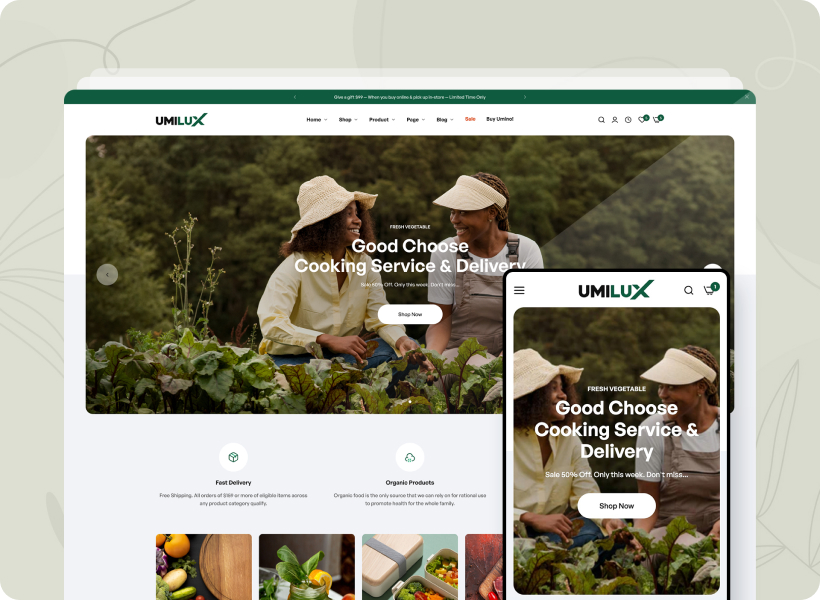 Give a gift $99 — When you buy online & pick up in-store — Limited Time Only
UMILUX
Home
Shop
Product
Page
Blog
Sale
Buy Umino!
0
0
FRESH VEGETABLE
Good Choose
Cooking Service & Delivery
Sale 50% Off. Only this week. Don't miss...
Shop Now
Fast Delivery
Free Shipping. All orders of $189 or more of eligible items across
any product category qualify.
Organic Products
Organic food is the only source that we can rely on for rational use
to promote health for the whole family.
UMILUX
1
FRESH VEGETABLE
Good Choose
Cooking Service &
Delivery
Sale 50% Off. Only this week. Don't miss...
Shop Now